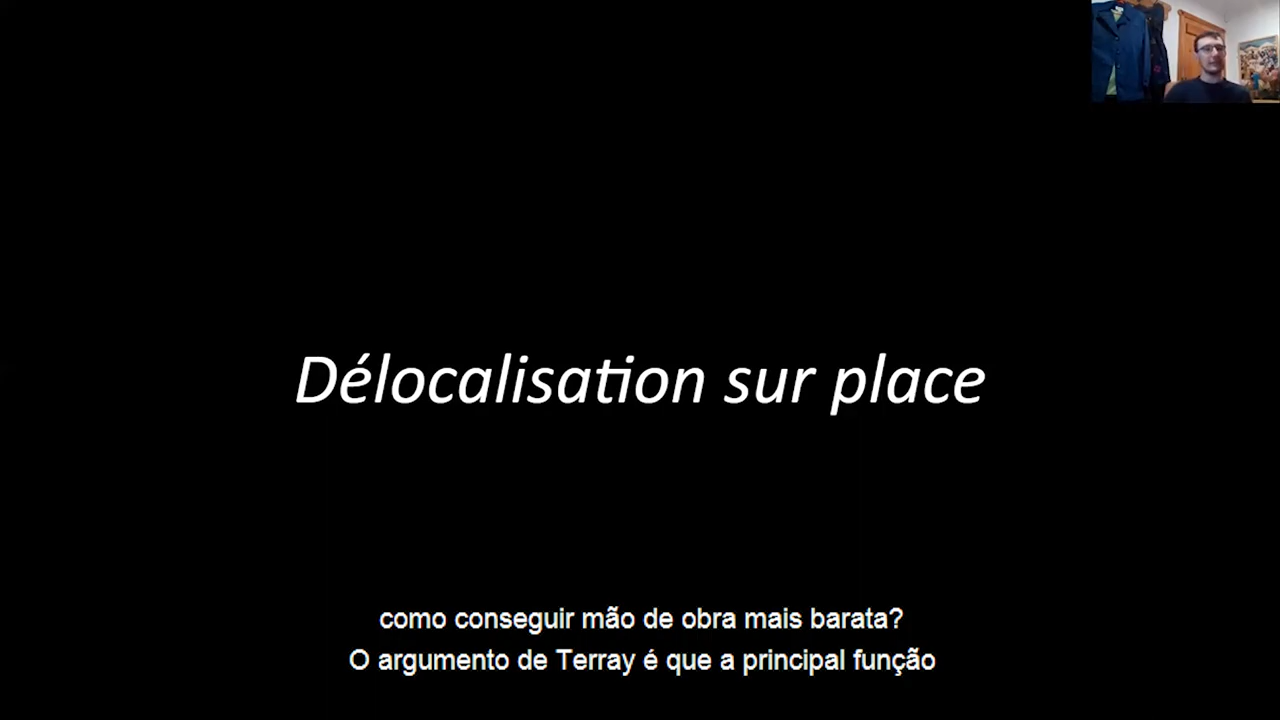 Délocalisation sur place
como conseguir mão de obra mais barata?
O argumento de Terray é que a principal função